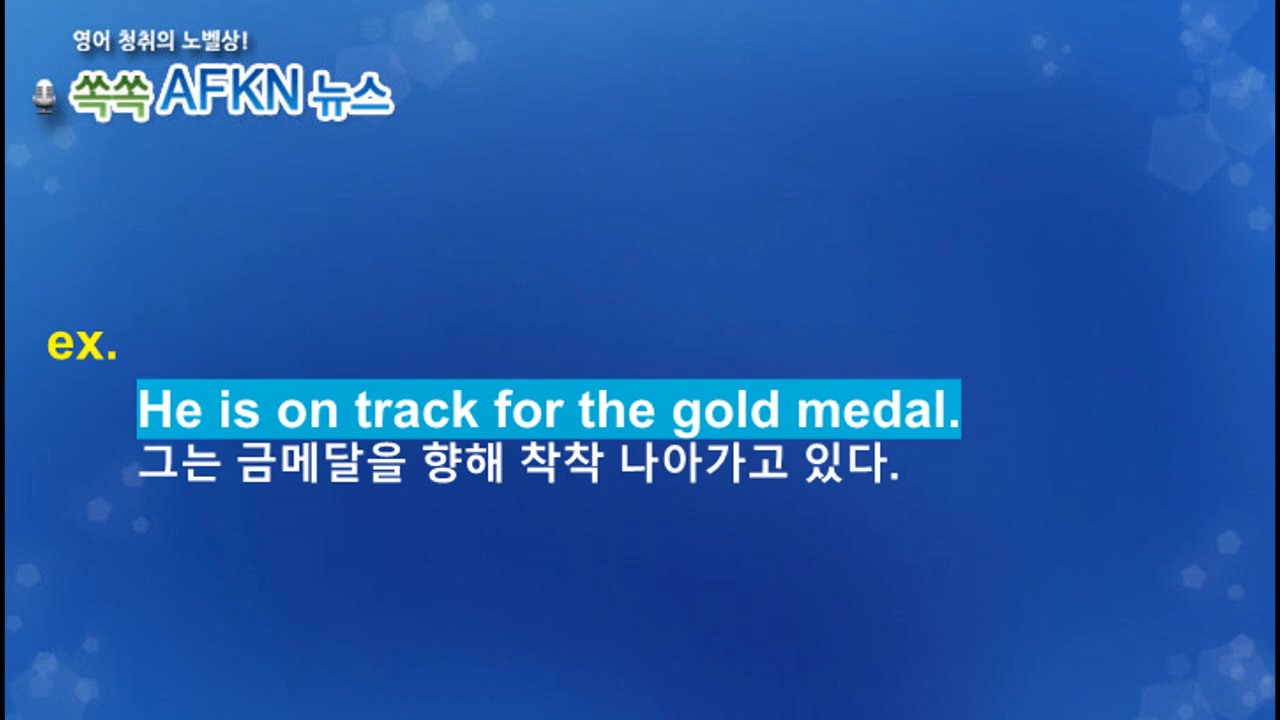 영어 청취의 노벨상!
쏙쏙 AFKN 뉴스
ex.
He is on track for the gold medal.
그는 금메달을 향해 착착 나아가고 있다.